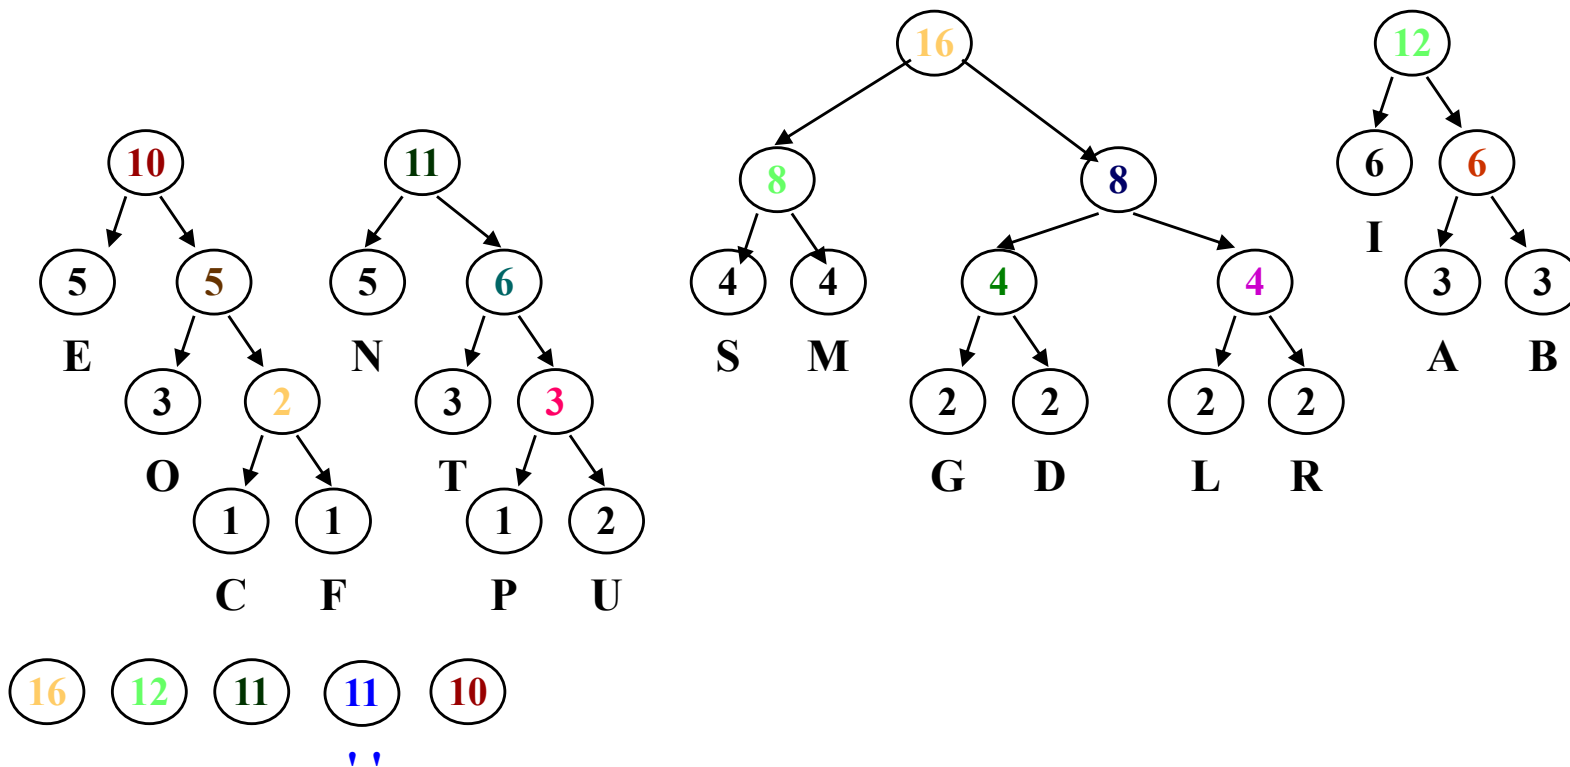 16 12
10 11 8 8 6 6
I
5 5 5 6 4 4 4 4 3 3
E N S M A B
3 2 3 3 2 2 2 2
O T G D L R
1 1 1 2
C F P U
16 12 11 11 10
' '